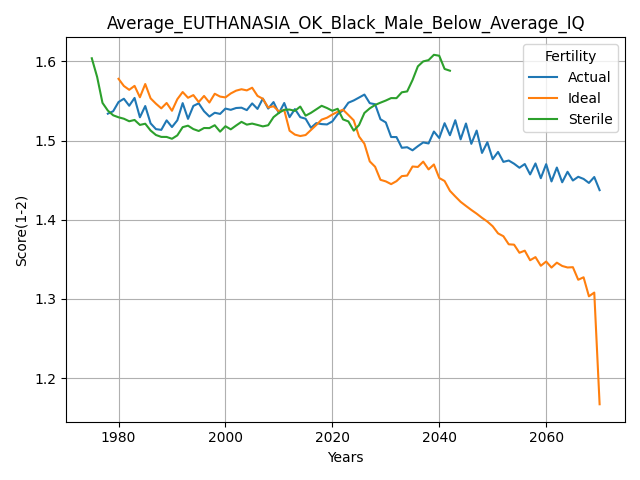 Average_EUTHANASIA_OK_Black_Male_Below_Average_IQ
Fertility
Actual
Ideal
Sterile
1.6
1.5
1.4
1.3
1.2
Score(1-2)
1980 2000 2020 2040 2060
Years